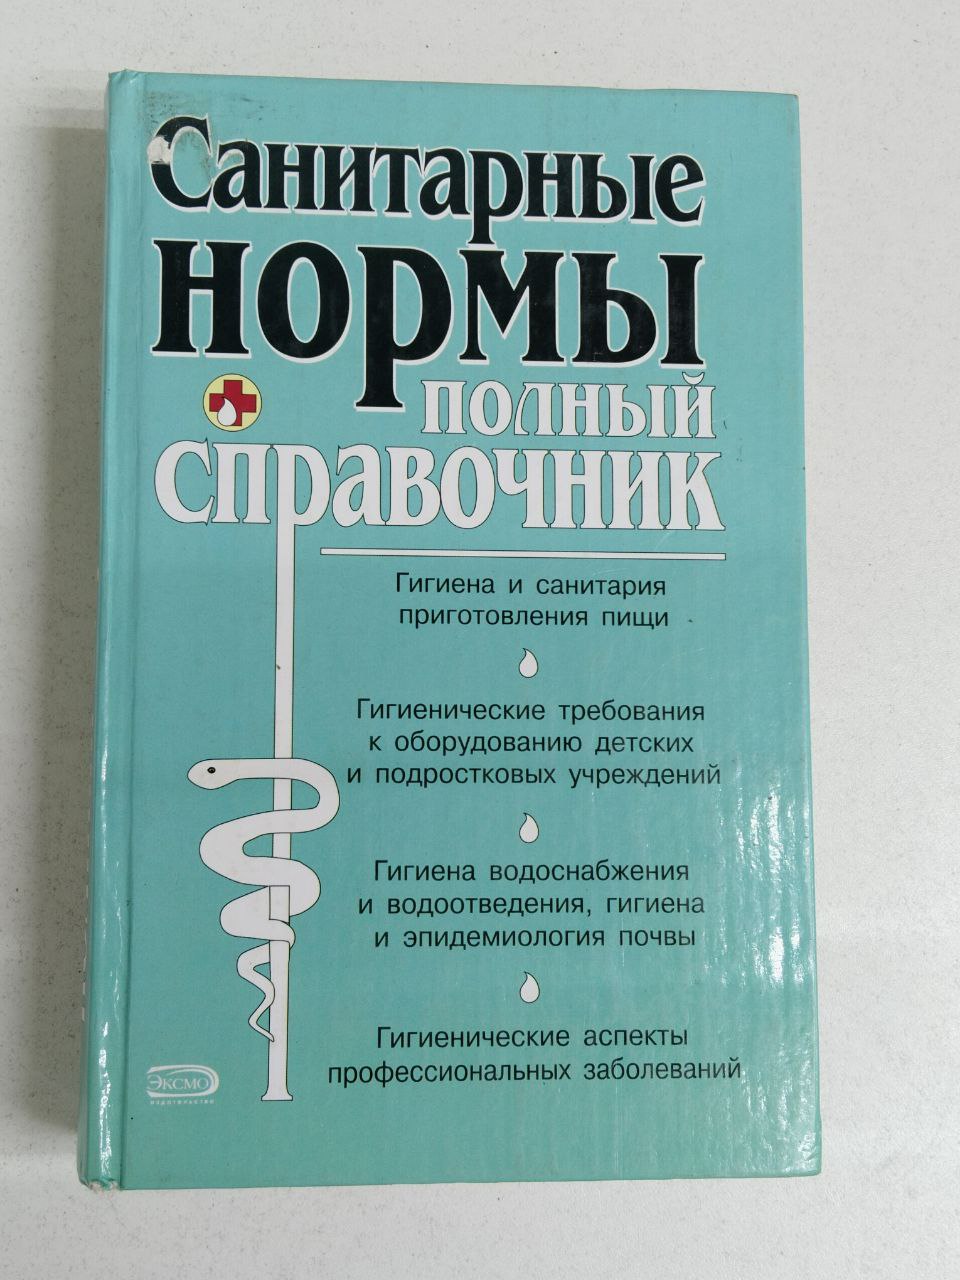 Санитарные
нормы
полный
справочник
Гигиена и санитария
приготовления пищи
Гигиенические требования
к оборудованию детских
и подростковых учреждений
Гигиена водоснабжения
и водоотведения, гигиена
и эпидемиология почвы
Гигиенические аспекты
профессиональных заболеваний
ЭКСМО
издательство